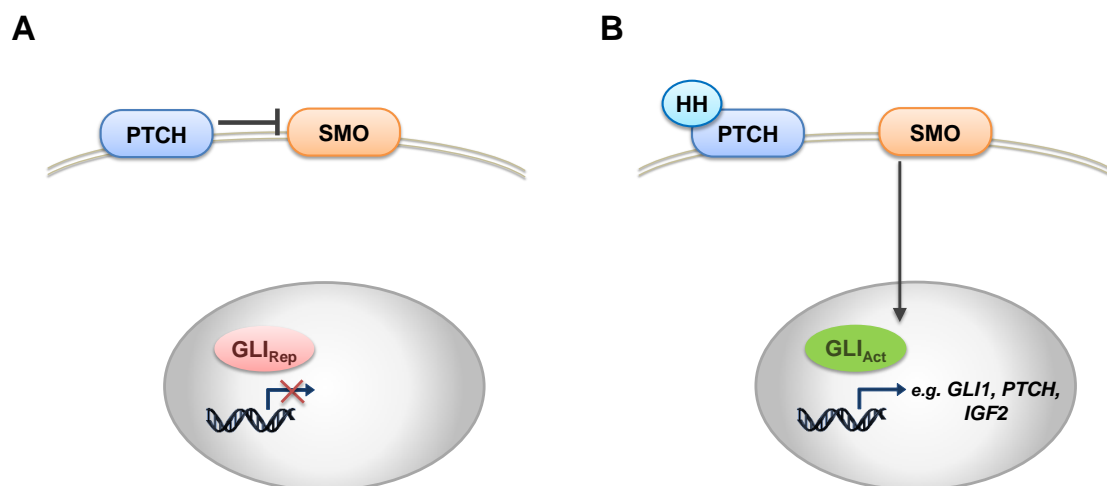 A
PTCH
SMO
GLIRep
B
HH
PTCH
SMO
GLIAct
e.g. GLI1, PTCH,
IGF2